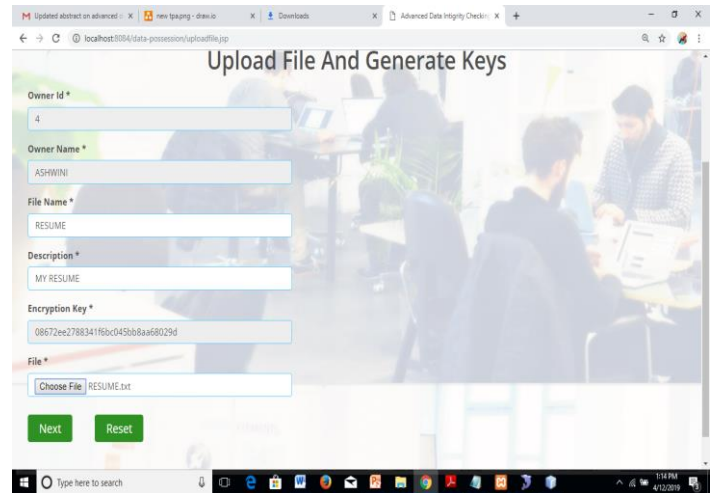 Updated abstract on advanced
new tpa.png - draw.io
Downloads
Advanced Data Intigrity Checking
localhost:8084/data-possession/uploadfile.jsp
Upload File And Generate Keys
Owner Id *
4
Owner Name *
ASHWINI
File Name *
RESUME
Description *
MY RESUME
Encryption Key *
08672ee2788341f6bc045bb8aa68029d
File *
Choose File RESUME.txt
Next Reset
Type here to search
1:14 PM
4/12/2019